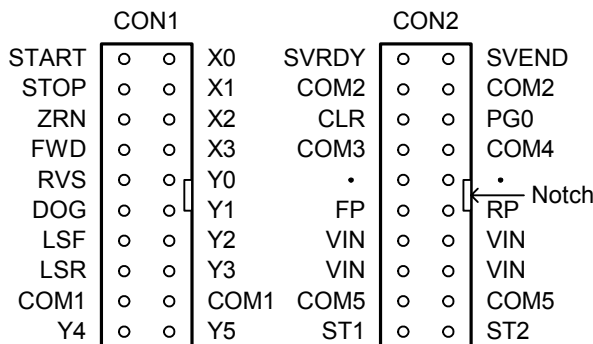 CON1 CON2
START X0 SVRDY SVEND
STOP X1 COM2 COM2
ZRN X2 CLR PG0
FWD X3 COM3 COM4
RVS Y0 • •
Notch
DOG Y1 FP RP
LSF Y2 VIN VIN
LSR Y3 VIN VIN
COM1 COM1 COM5 COM5
Y4 Y5 ST1 ST2